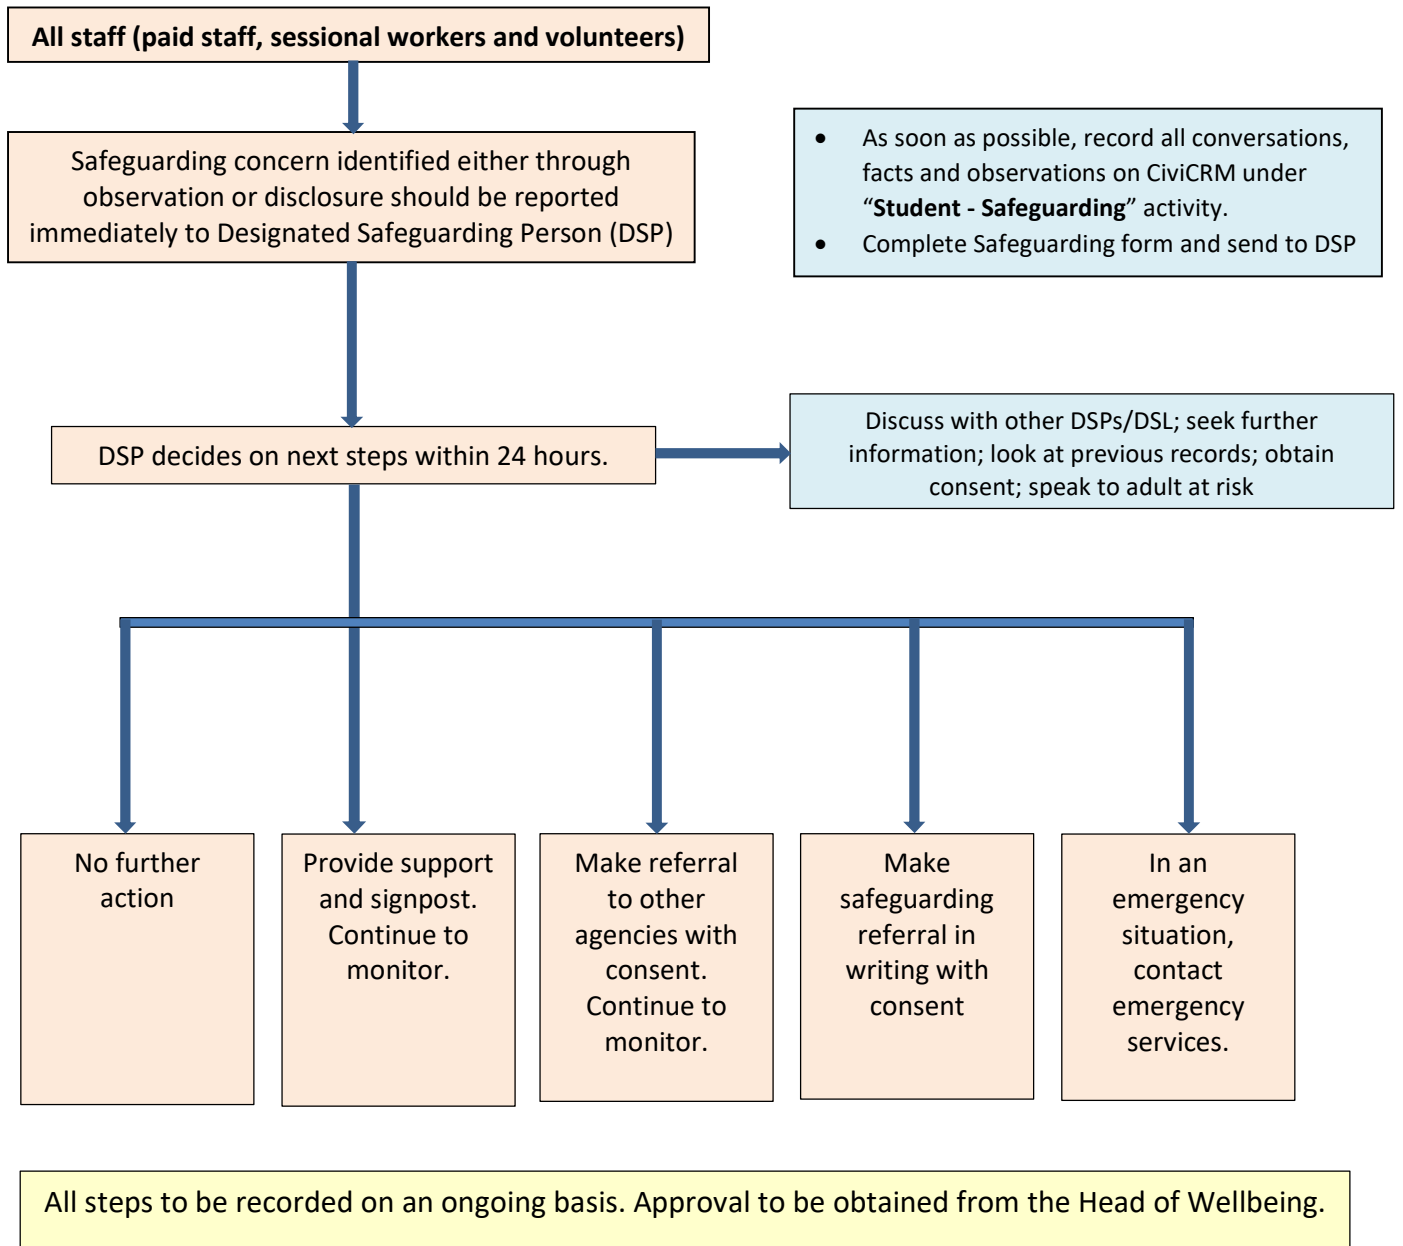 All staff (paid staff, sessional workers and volunteers)
Safeguarding concern identified either through
observation or disclosure should be reported
immediately to Designated Safeguarding Person (DSP)
• As soon as possible, record all conversations,
facts and observations on CiviCRM under
“Student - Safeguarding” activity.
• Complete Safeguarding form and send to DSP
DSP decides on next steps within 24 hours.
Discuss with other DSPs/DSL; seek further
information; look at previous records; obtain
consent; speak to adult at risk
No further
action
Provide support
and signpost.
Continue to
monitor.
Make referral
to other
agencies with
consent.
Continue to
monitor.
Make
safeguarding
referral in
writing with
consent
In an
emergency
situation,
contact
emergency
services.
All steps to be recorded on an ongoing basis. Approval to be obtained from the Head of Wellbeing.